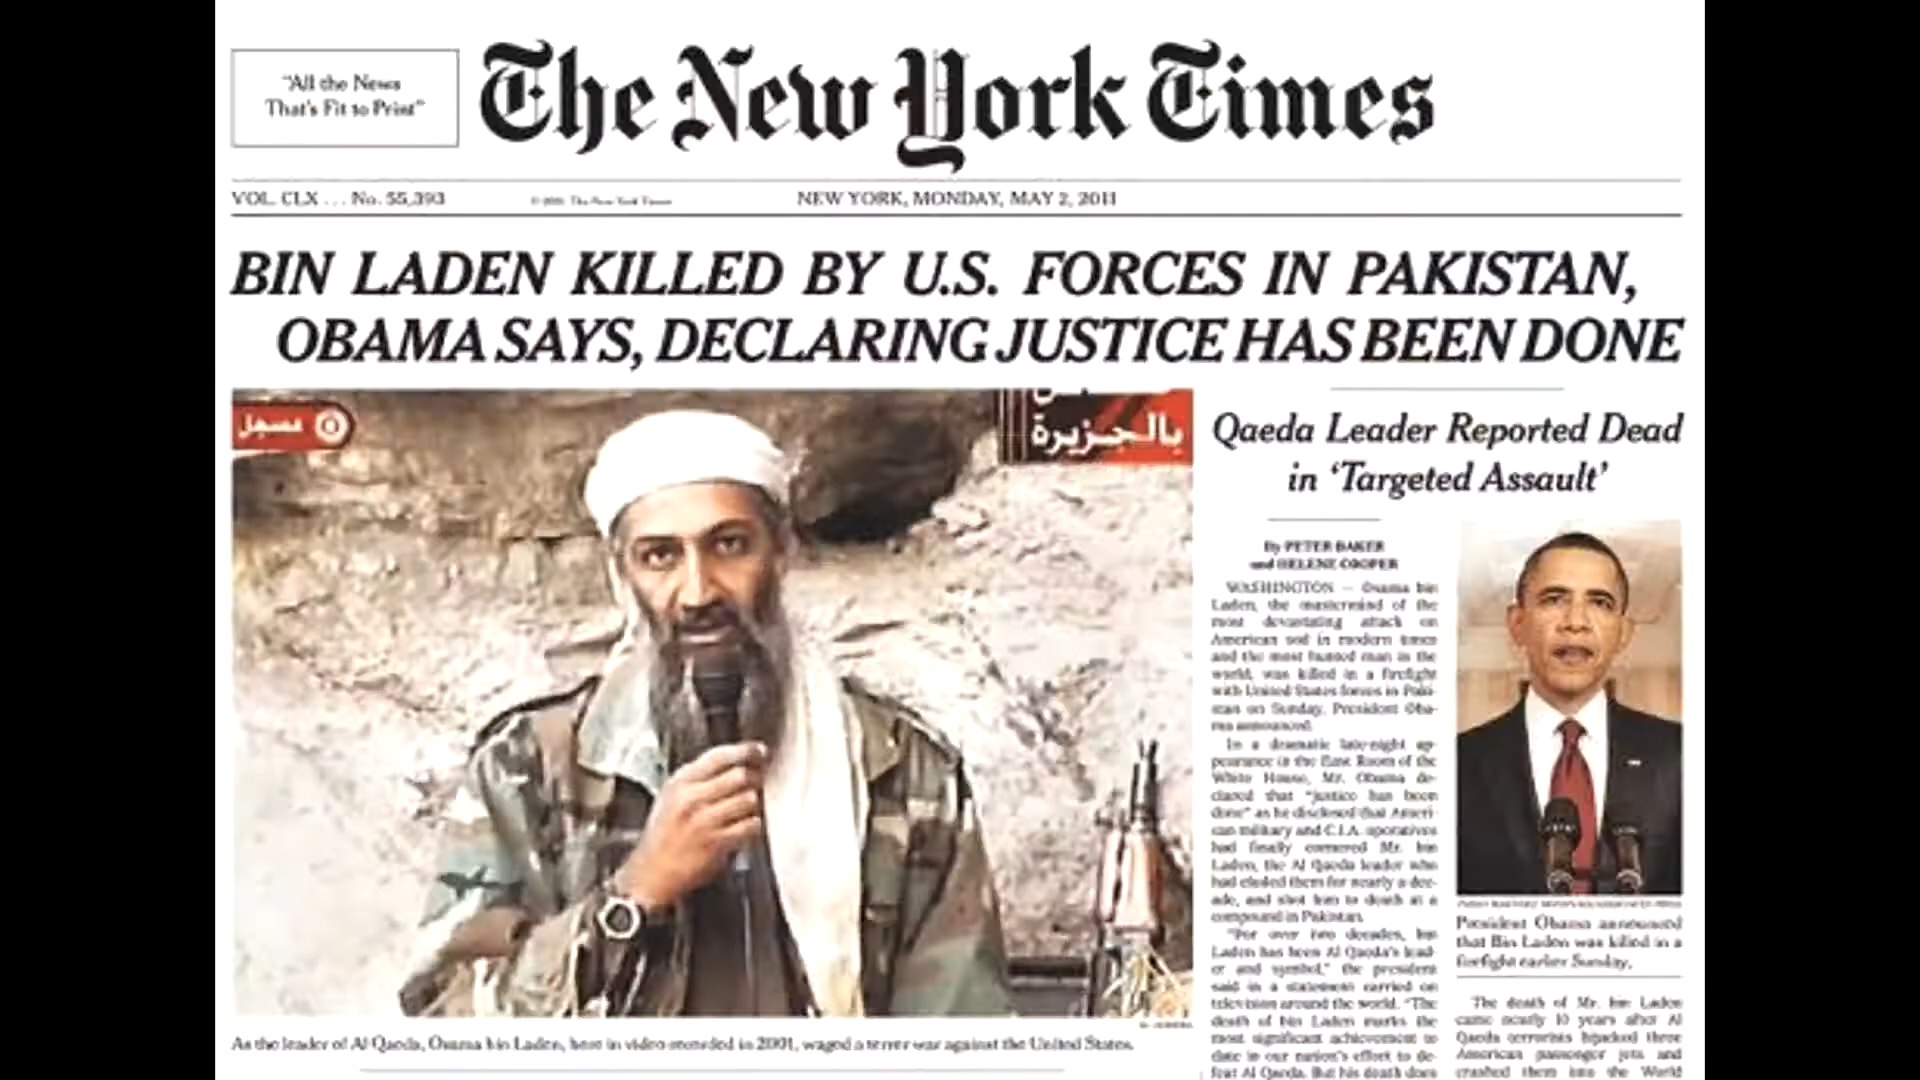 "All the News
That's Fit to Print"
The New York Times
VOL. CLX . . . No. 55,393
© 2011 The New York Times
NEW YORK, MONDAY, MAY 2, 2011
BIN LADEN KILLED BY U.S. FORCES IN PAKISTAN,
OBAMA SAYS, DECLARING JUSTICE HAS BEEN DONE
مسجل
بالجزيرة
As the leader of Al Qaeda, Osama bin Laden, here in video recorded in 2001, waged a terror war against the United States.
Qaeda Leader Reported Dead
in 'Targeted Assault'
By PETER BAKER
and HELENE COOPER
WASHINGTON — Osama bin
Laden, the mastermind of the
most devastating attack on
American soil in modern times
and the most hunted man in the
world, was killed in a firefight
with United States forces in Paki-
stan on Sunday, President Oba-
ma announced.
In a dramatic late-night ap-
pearance in the East Room of the
White House, Mr. Obama de-
clared that "justice has been
done" as he disclosed that Ameri-
can military and C.I.A. operatives
had finally cornered Mr. bin
Laden, the Al Qaeda leader who
had eluded them for nearly a dec-
ade, and shot him to death at a
compound in Pakistan.
"For over two decades, bin
Laden has been Al Qaeda's lead-
er and symbol," the president
said in a statement carried on
television around the world. "The
death of bin Laden marks the
most significant achievement to
date in our nation's effort to de-
feat Al Qaeda. But his death does
President Obama announced
that Bin Laden was killed in a
firefight earlier Sunday.
The death of Mr. bin Laden
came nearly 10 years after Al
Qaeda terrorists hijacked three
American passenger jets and
crashed them into the World